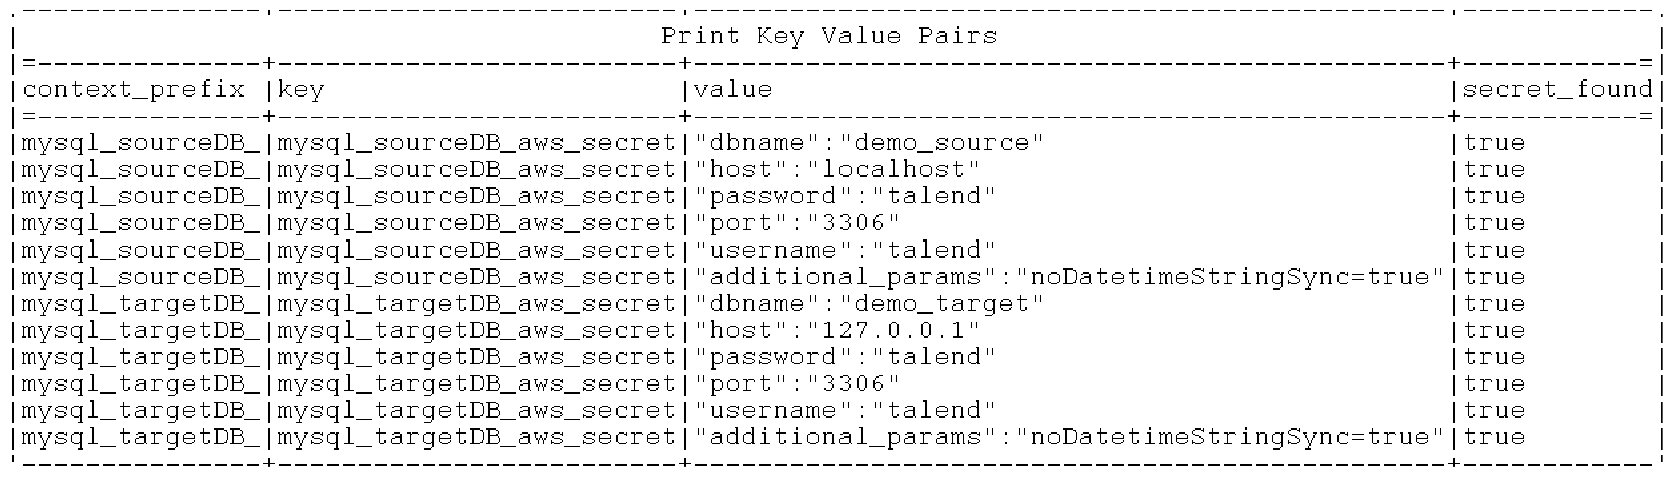 Print Key Value Pairs
|context_prefix |key |value |secret_found|
|mysql_sourceDB_|mysql_sourceDB_aws_secret|"dbname":"demo_source" |true |
|mysql_sourceDB_|mysql_sourceDB_aws_secret|"host":"localhost" |true |
|mysql_sourceDB_|mysql_sourceDB_aws_secret|"password":"talend" |true |
|mysql_sourceDB_|mysql_sourceDB_aws_secret|"port":"3306" |true |
|mysql_sourceDB_|mysql_sourceDB_aws_secret|"username":"talend" |true |
|mysql_sourceDB_|mysql_sourceDB_aws_secret|"additional_params":"noDatetimeStringSync=true"|true |
|mysql_targetDB_|mysql_targetDB_aws_secret|"dbname":"demo_target" |true |
|mysql_targetDB_|mysql_targetDB_aws_secret|"host":"127.0.0.1" |true |
|mysql_targetDB_|mysql_targetDB_aws_secret|"password":"talend" |true |
|mysql_targetDB_|mysql_targetDB_aws_secret|"port":"3306" |true |
|mysql_targetDB_|mysql_targetDB_aws_secret|"username":"talend" |true |
|mysql_targetDB_|mysql_targetDB_aws_secret|"additional_params":"noDatetimeStringSync=true"|true |